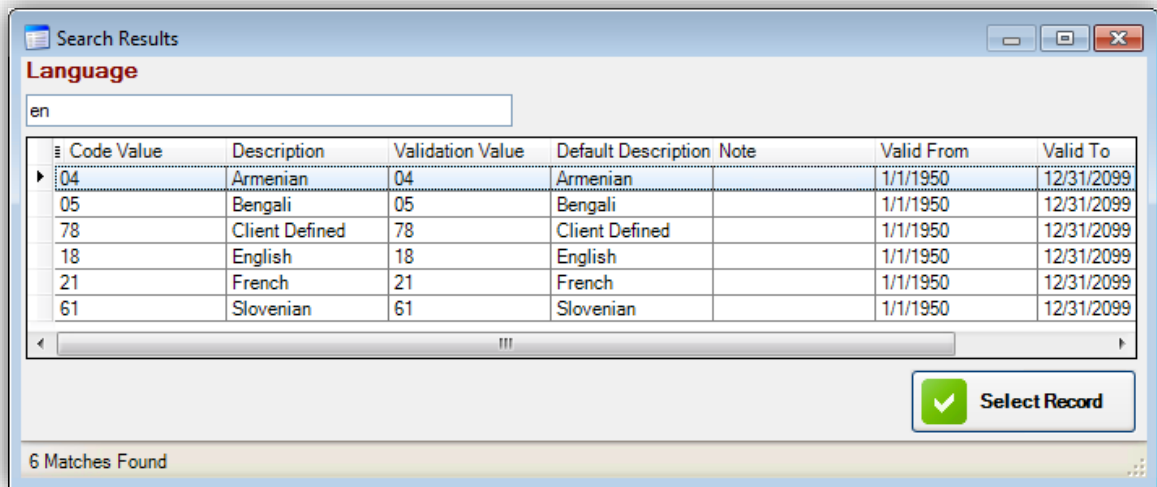 Search Results
Language
en
Code Value Description Validation Value Default Description Note Valid From Valid To
04 Armenian 04 Armenian 1/1/1950 12/31/2099
05 Bengali 05 Bengali 1/1/1950 12/31/2099
78 Client Defined 78 Client Defined 1/1/1950 12/31/2099
18 English 18 English 1/1/1950 12/31/2099
21 French 21 French 1/1/1950 12/31/2099
61 Slovenian 61 Slovenian 1/1/1950 12/31/2099
Select Record
6 Matches Found